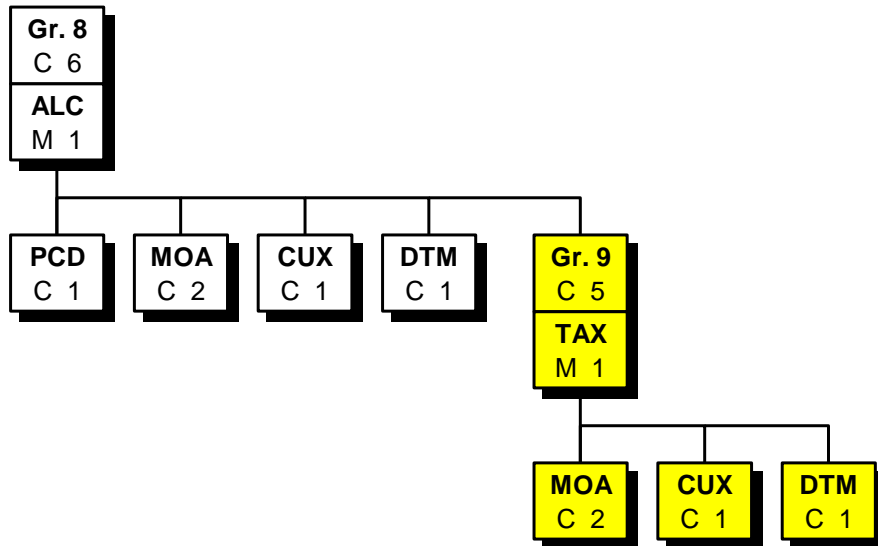 Gr. 8
C 6
ALC
M 1
PCD
C 1
MOA
C 2
CUX
C 1
DTM
C 1
Gr. 9
C 5
TAX
M 1
MOA
C 2
CUX
C 1
DTM
C 1